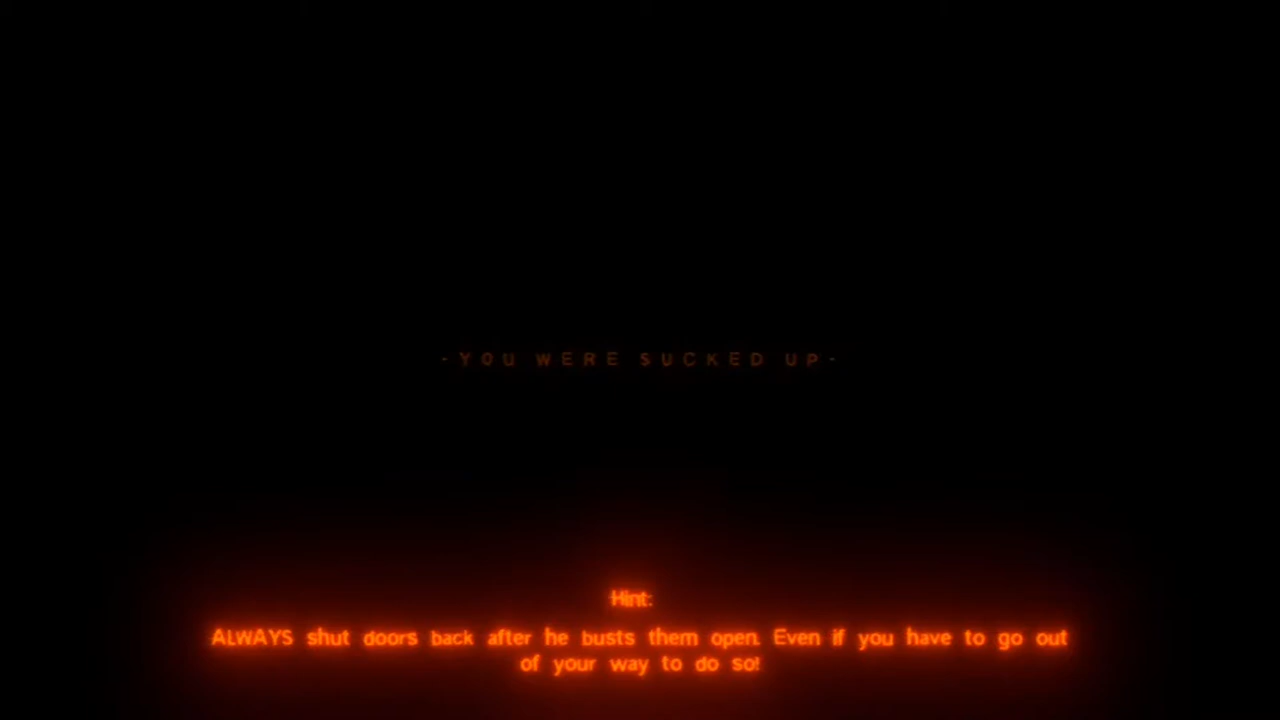 -YOU WERE SUCKED UP-
Hint:
ALWAYS shut doors back after he busts them open. Even if you have to go out
of your way to do so!